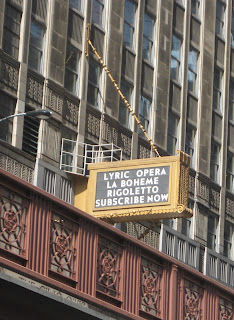 LYRIC OPERA
LA BOHEME
RIGOLETTO
SUBSCRIBE NOW